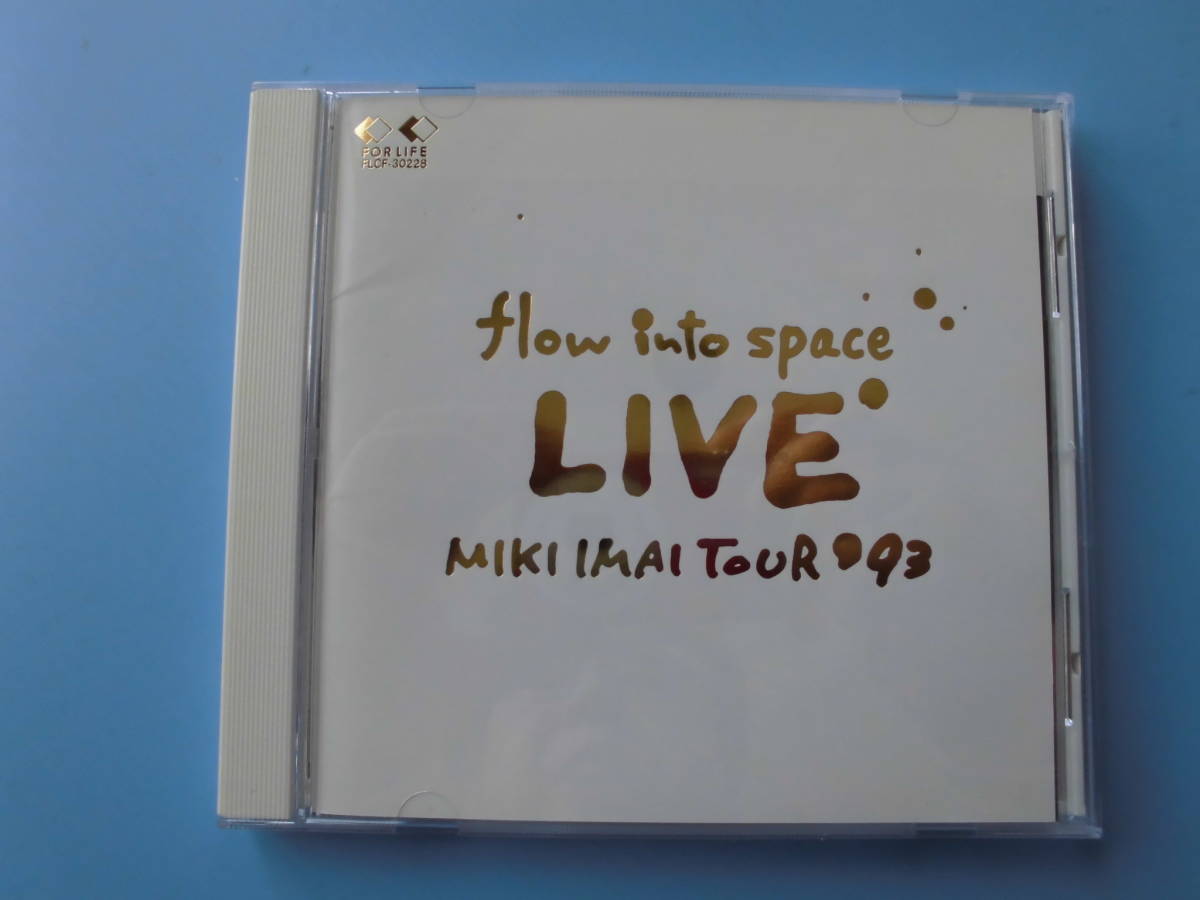 FOR LIFE
FLCF-30228
flow into space
LIVE
MIKI IMAI TOUR '93